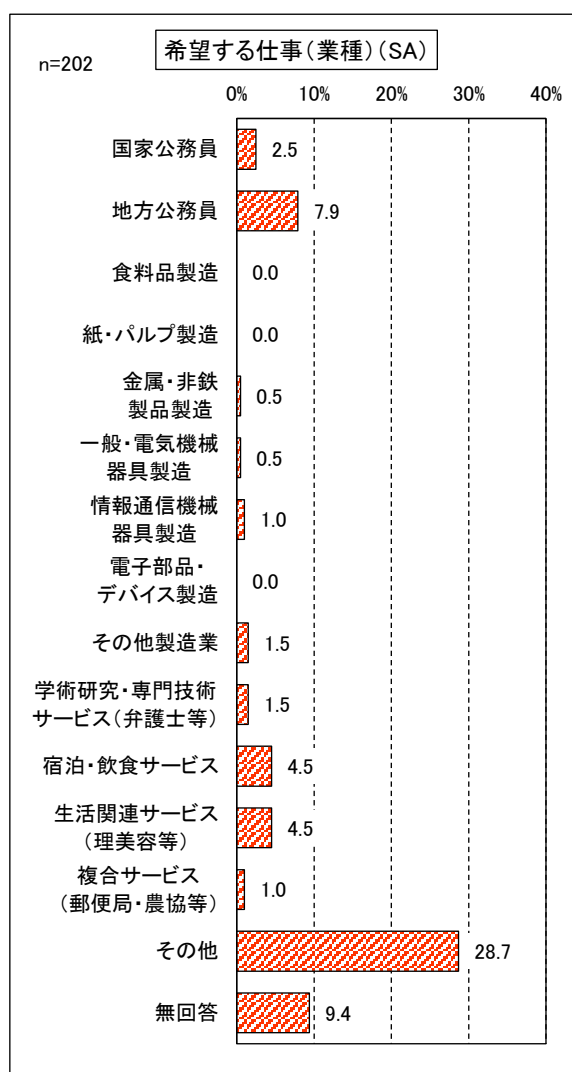 希望する仕事(業種)(SA)
n=202
0% 10% 20% 30% 40%
国家公務員 2.5
地方公務員 7.9
食料品製造 0.0
紙・パルプ製造 0.0
金属・非鉄
製品製造 0.5
一般・電気機械
器具製造 0.5
情報通信機械
器具製造 1.0
電子部品・
デバイス製造 0.0
その他製造業 1.5
学術研究・専門技術
サービス(弁護士等) 1.5
宿泊・飲食サービス 4.5
生活関連サービス
(理美容等) 4.5
複合サービス
(郵便局・農協等) 1.0
その他 28.7
無回答 9.4